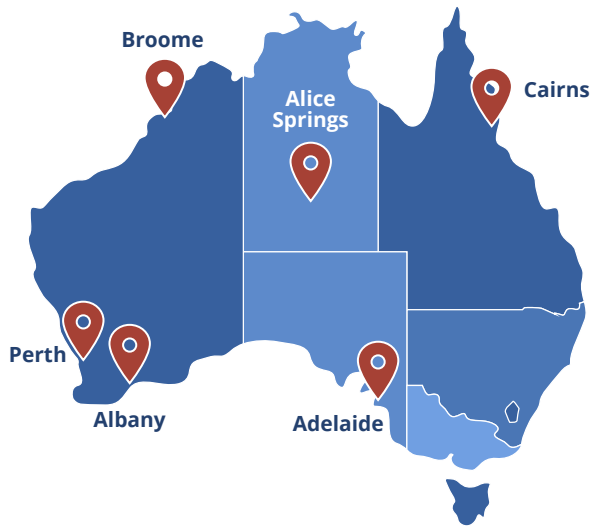 Broome
Cairns
Alice
Springs
Perth
Albany
Adelaide